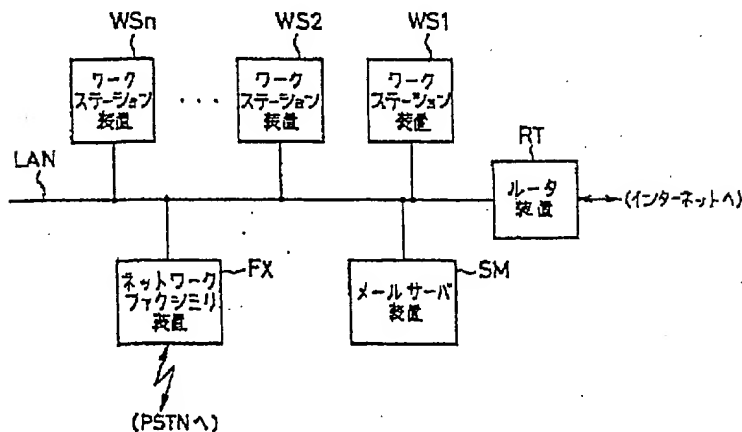 WSn
WS2
WS1
ワーク
ステーション
装置
・・・
ワーク
ステーション
装置
ワーク
ステーション
装置
RT
LAN
ルータ
装置
(インターネットへ)
ネットワーク
ファクシミリ
装置
FX
メールサーバ
装置
SM
(PSTNへ)